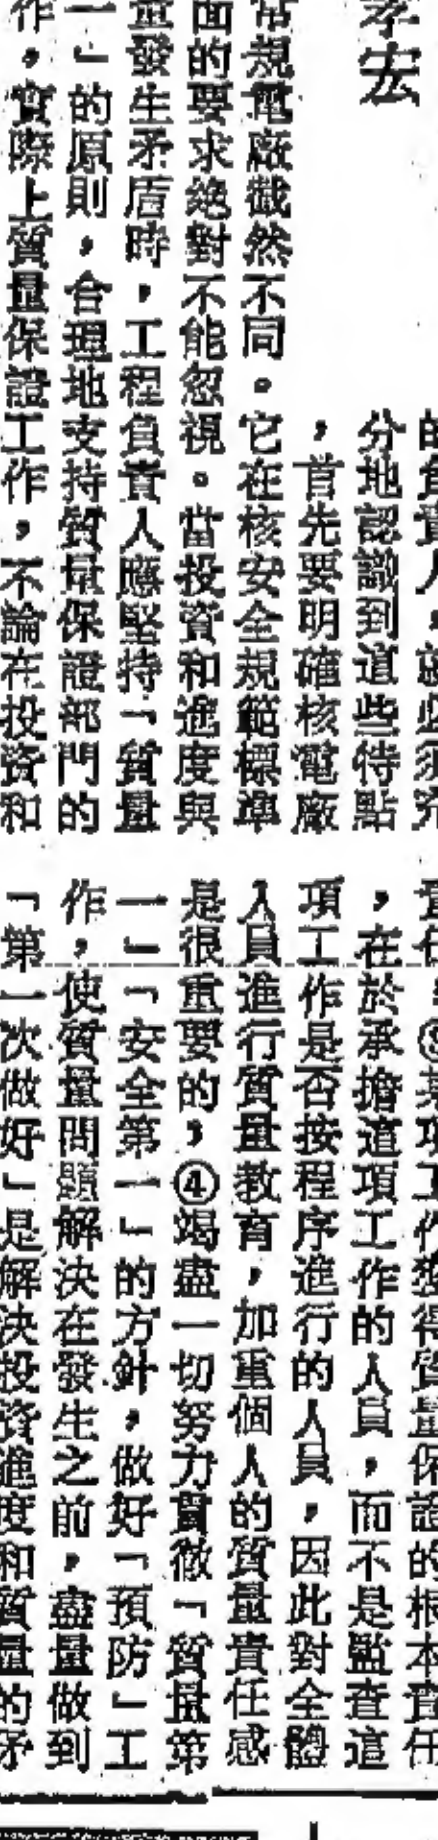 孝宏
的負責人，就必須充
分地認識到這些特點
，首先要明確核電廠
常規電廠截然不同。它在核安全規範標準
面的要求絶對不能忽視。當投資和進度與
量發生矛盾時，工程負責人應堅持「質量
一」的原則，合理地支持質量保證部門的
作，實際上質量保證工作，不論在投資和
責任，③某項工作獲得質量保證的根本責任
，在於承擔這項工作的人員，而不是監查這
項工作是否按程序進行的人員，因此對全體
人員進行質量教育，加重個人的質量責任感
是很重要的，④竭盡一切努力貫徹「質量第
一」「安全第一」的方針，做好「預防」工
作，使質量問題解決在發生之前，盡量做到
「第一次做好」是解決投資進度和質量的矛